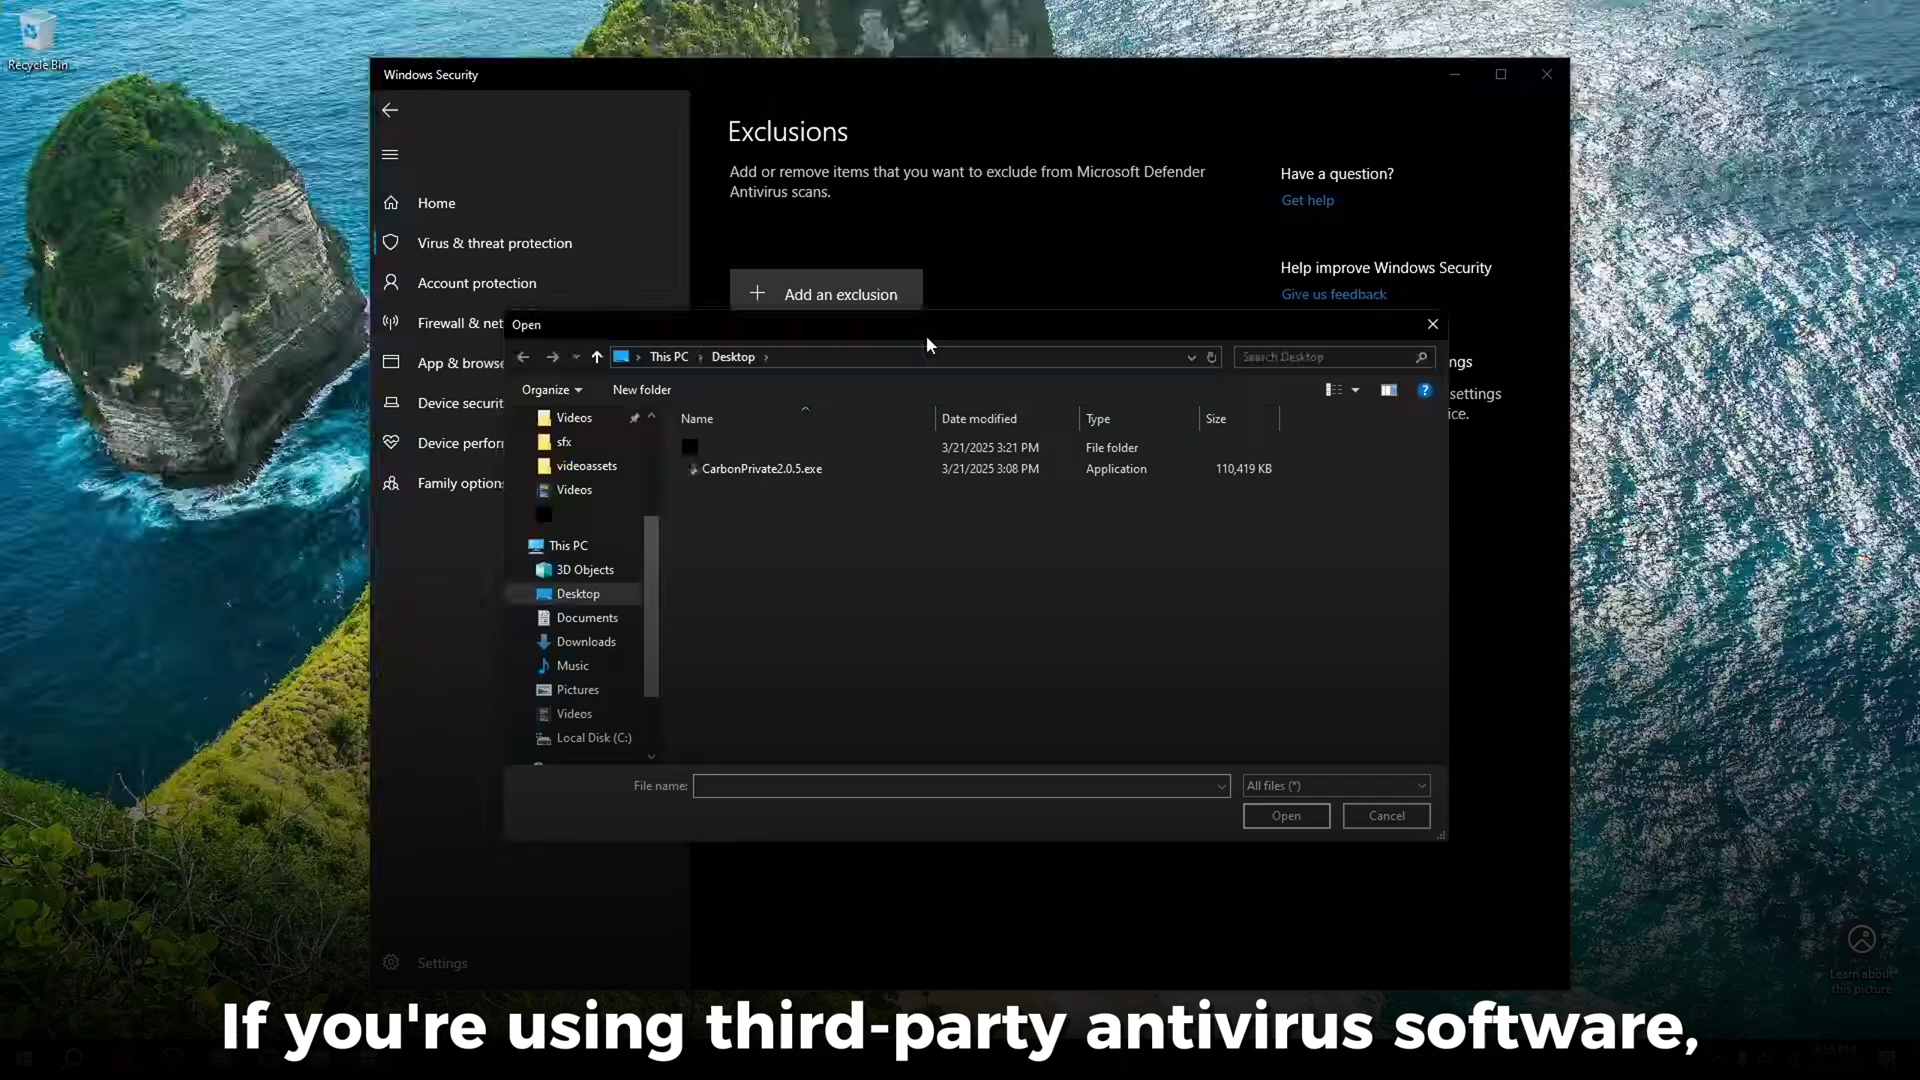 Recycle Bin
Windows Security
Exclusions
Add or remove items that you want to exclude from Microsoft Defender
Antivirus scans.
Have a question?
Get help
Home
Virus & threat protection
Account protection
Firewall & net
App & browse
Device securit
Device perfor
Family options
Settings
Help improve Windows Security
Give us feedback
ngs
settings
ice.
+ Add an exclusion
Open
This PC > Desktop >
Search Desktop
Organize
New folder
Name Date modified Type Size
3/21/2025 3:21 PM File folder
CarbonPrivate2.0.5.exe 3/21/2025 3:08 PM Application 110,419 KB
Videos
sfx
videoassets
Videos
This PC
3D Objects
Desktop
Documents
Downloads
Music
Pictures
Videos
Local Disk (C:)
File name:
All files (*)
Open
Cancel
Learn about
this picture
If you're using third-party antivirus software,